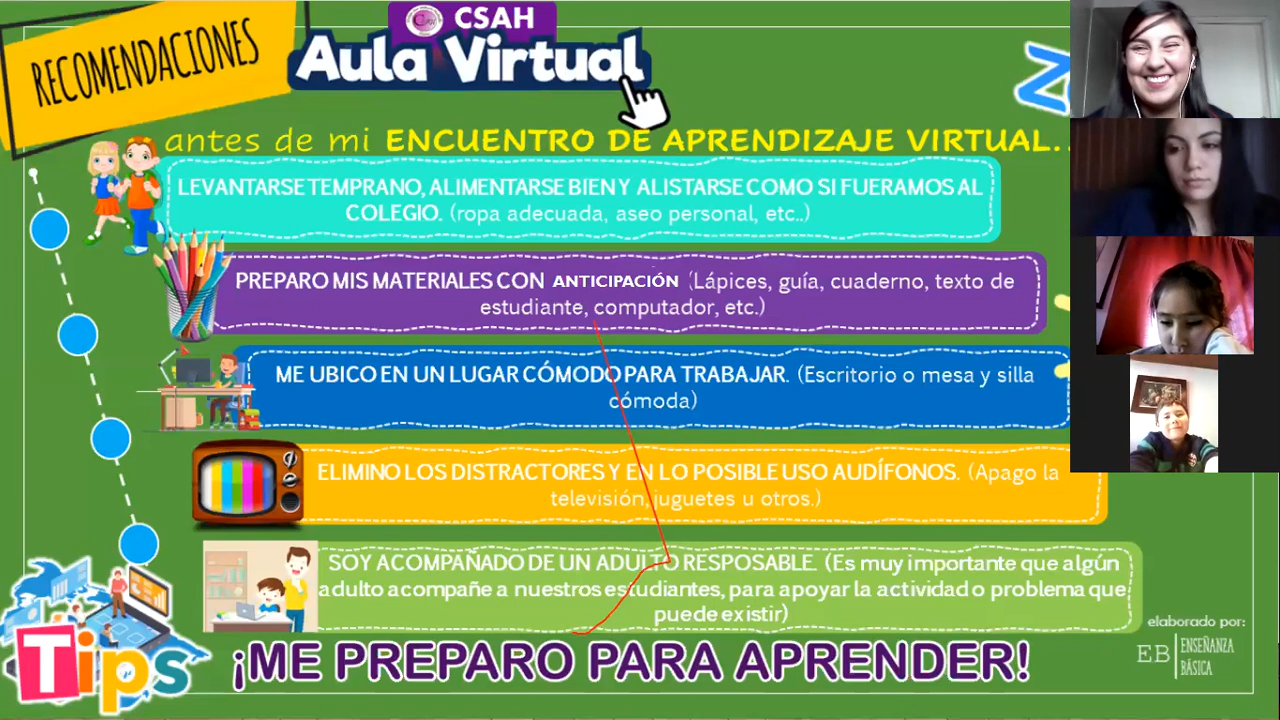 RECOMENDACIONES
CSAH
Aula Virtual
antes de mi ENCUENTRO DE APRENDIZAJE VIRTUAL..
LEVANTARSE TEMPRANO, ALIMENTARSE BIEN Y ALISTARSE COMO SI FUERAMOS AL
COLEGIO. (ropa adecuada, aseo personal, etc..)
PREPARO MIS MATERIALES CON ANTICIPACIÓN (Lápices, guía, cuaderno, texto de
estudiante, computador, etc.)
ME UBICO EN UN LUGAR CÓMODO PARA TRABAJAR. (Escritorio o mesa y silla
cómoda)
ELIMINO LOS DISTRACTORES Y EN LO POSIBLE USO AUDÍFONOS. (Apago la
televisión, juguetes u otros.)
SOY ACOMPAÑADO DE UN ADULTO RESPOSABLE. (Es muy importante que algún
adulto acompañe a nuestros estudiantes, para apoyar la actividad o problema que
puede existir)
Tips
¡ME PREPARO PARA APRENDER!
elaborado por:
EB ENSEÑANZA
BÁSICA